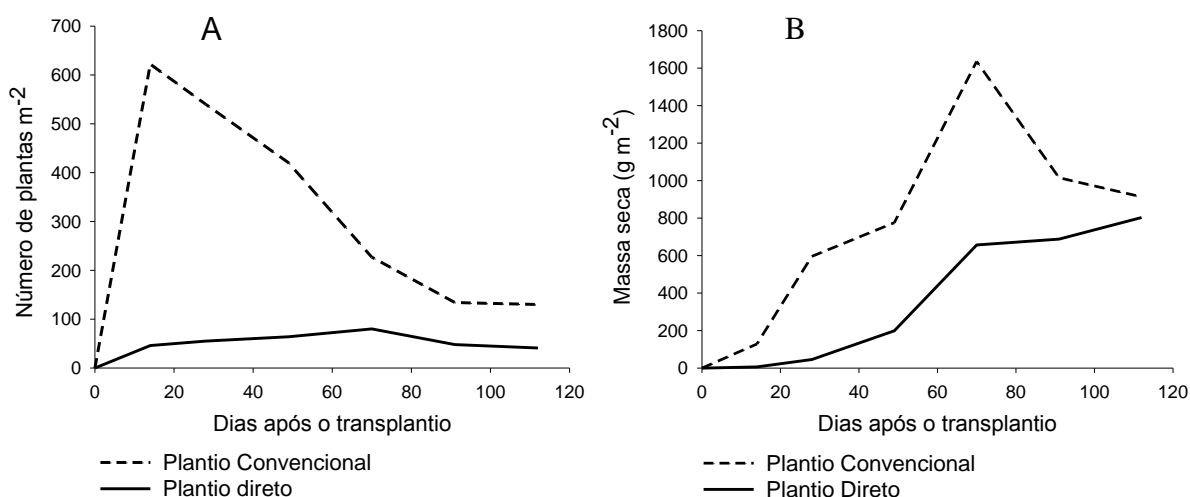 A
Número de plantas m-2
700
600
500
400
300
200
100
0
0 20 40 60 80 100 120
Dias após o transplantio
Plantio Convencional
Plantio direto
B
Massa seca (g m-2)
1800
1600
1400
1200
1000
800
600
400
200
0
0 20 40 60 80 100 120
Dias após o transplantio
Plantio Convencional
Plantio Direto